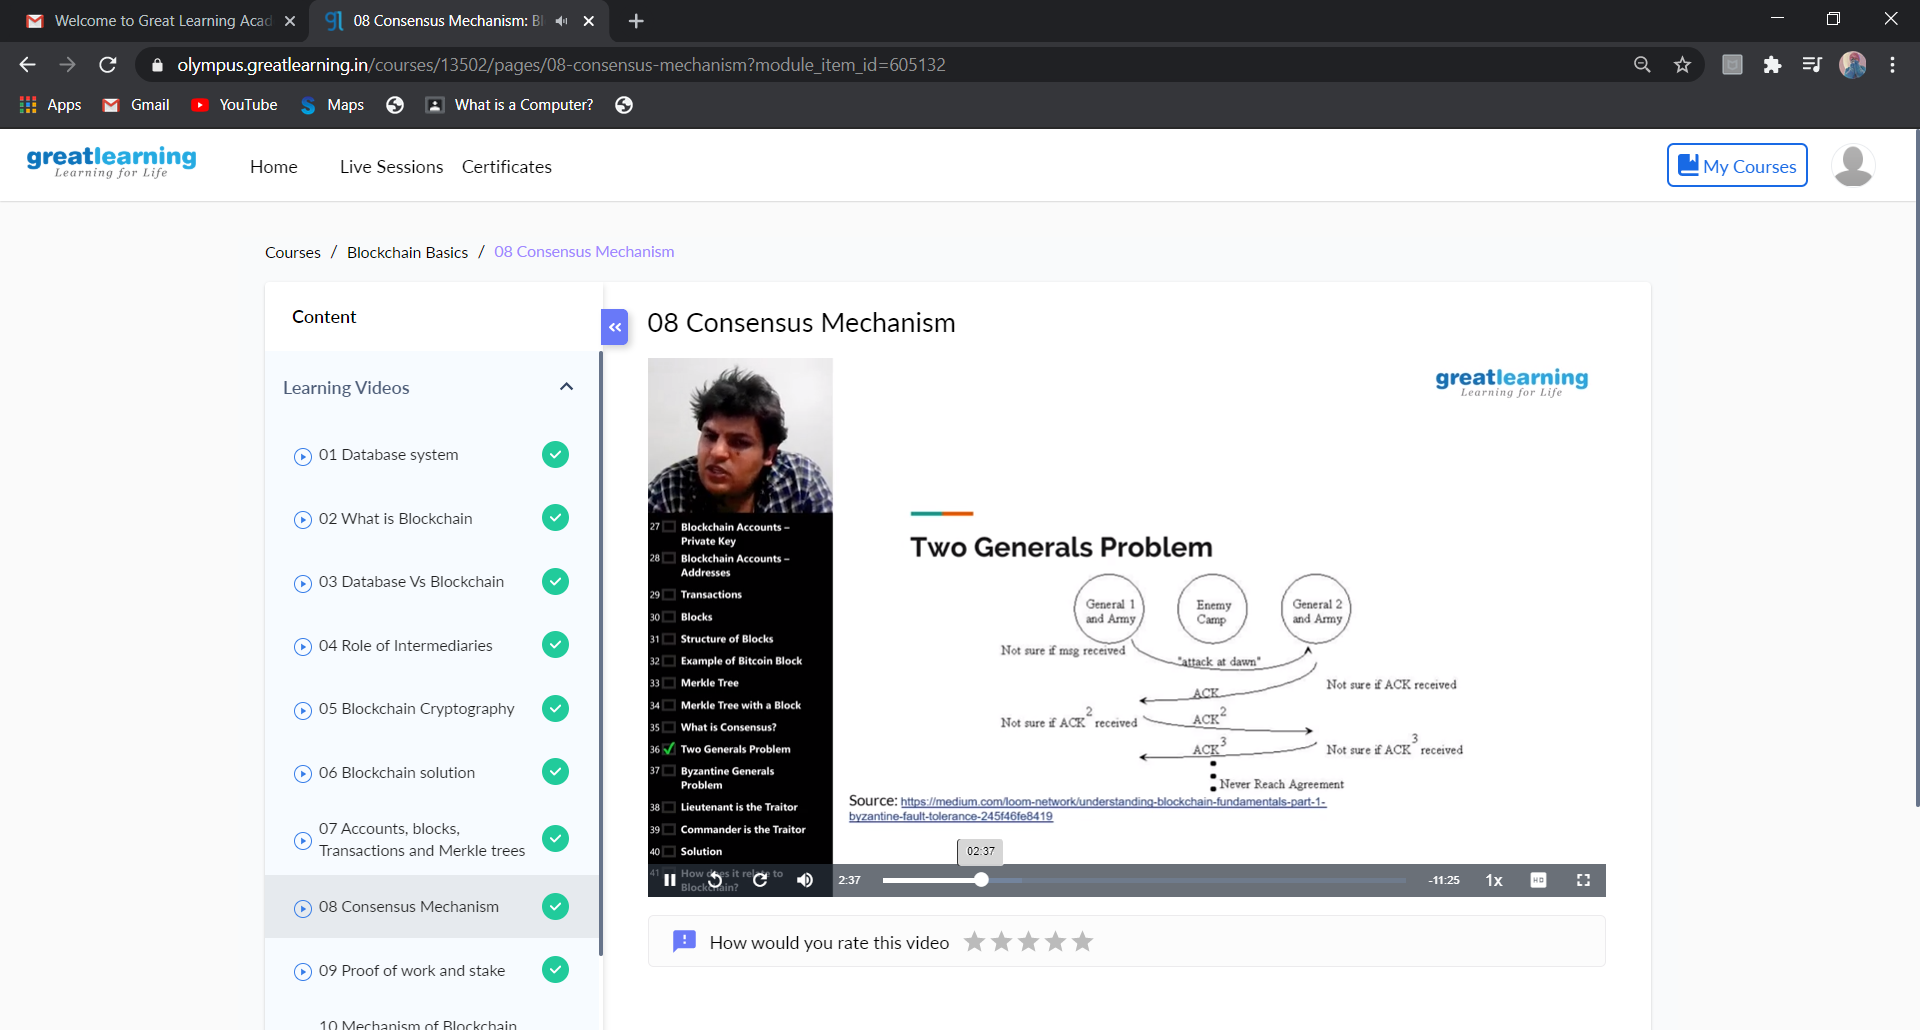 Welcome to Great Learning Acad
08 Consensus Mechanism: Bl
olympus.greatlearning.in/courses/13502/pages/08-consensus-mechanism?module_item_id=605132
Apps Gmail YouTube Maps What is a Computer?
greatlearning
Learning for Life
Home Live Sessions Certificates
My Courses
Courses / Blockchain Basics / 08 Consensus Mechanism
Content
Learning Videos
01 Database system
02 What is Blockchain
03 Database Vs Blockchain
04 Role of Intermediaries
05 Blockchain Cryptography
06 Blockchain solution
07 Accounts, blocks,
Transactions and Merkle trees
08 Consensus Mechanism
09 Proof of work and stake
10 Mechanism of Blockchain
08 Consensus Mechanism
27 Blockchain Accounts –
Private Key
28 Blockchain Accounts –
Addresses
29 Transactions
30 Blocks
31 Structure of Blocks
32 Example of Bitcoin Block
33 Merkle Tree
34 Merkle Tree with a Block
35 What is Consensus?
36 Two Generals Problem
37 Byzantine Generals
Problem
38 Lieutenant is the Traitor
39 Commander is the Traitor
40 Solution
41 How does it relate to
Blockchain?
greatlearning
Learning for Life
Two Generals Problem
General 1
and Army
Enemy
Camp
General 2
and Army
Not sure if msg received
"attack at dawn"
ACK
Not sure if ACK received
Not sure if ACK2 received
ACK2
ACK3
Not sure if ACK3 received
Never Reach Agreement
Source: https://medium.com/loom-network/understanding-blockchain-fundamentals-part-1-
byzantine-fault-tolerance-245f46fe8419
02:37
2:37
-11:25
1x
HD
How would you rate this video